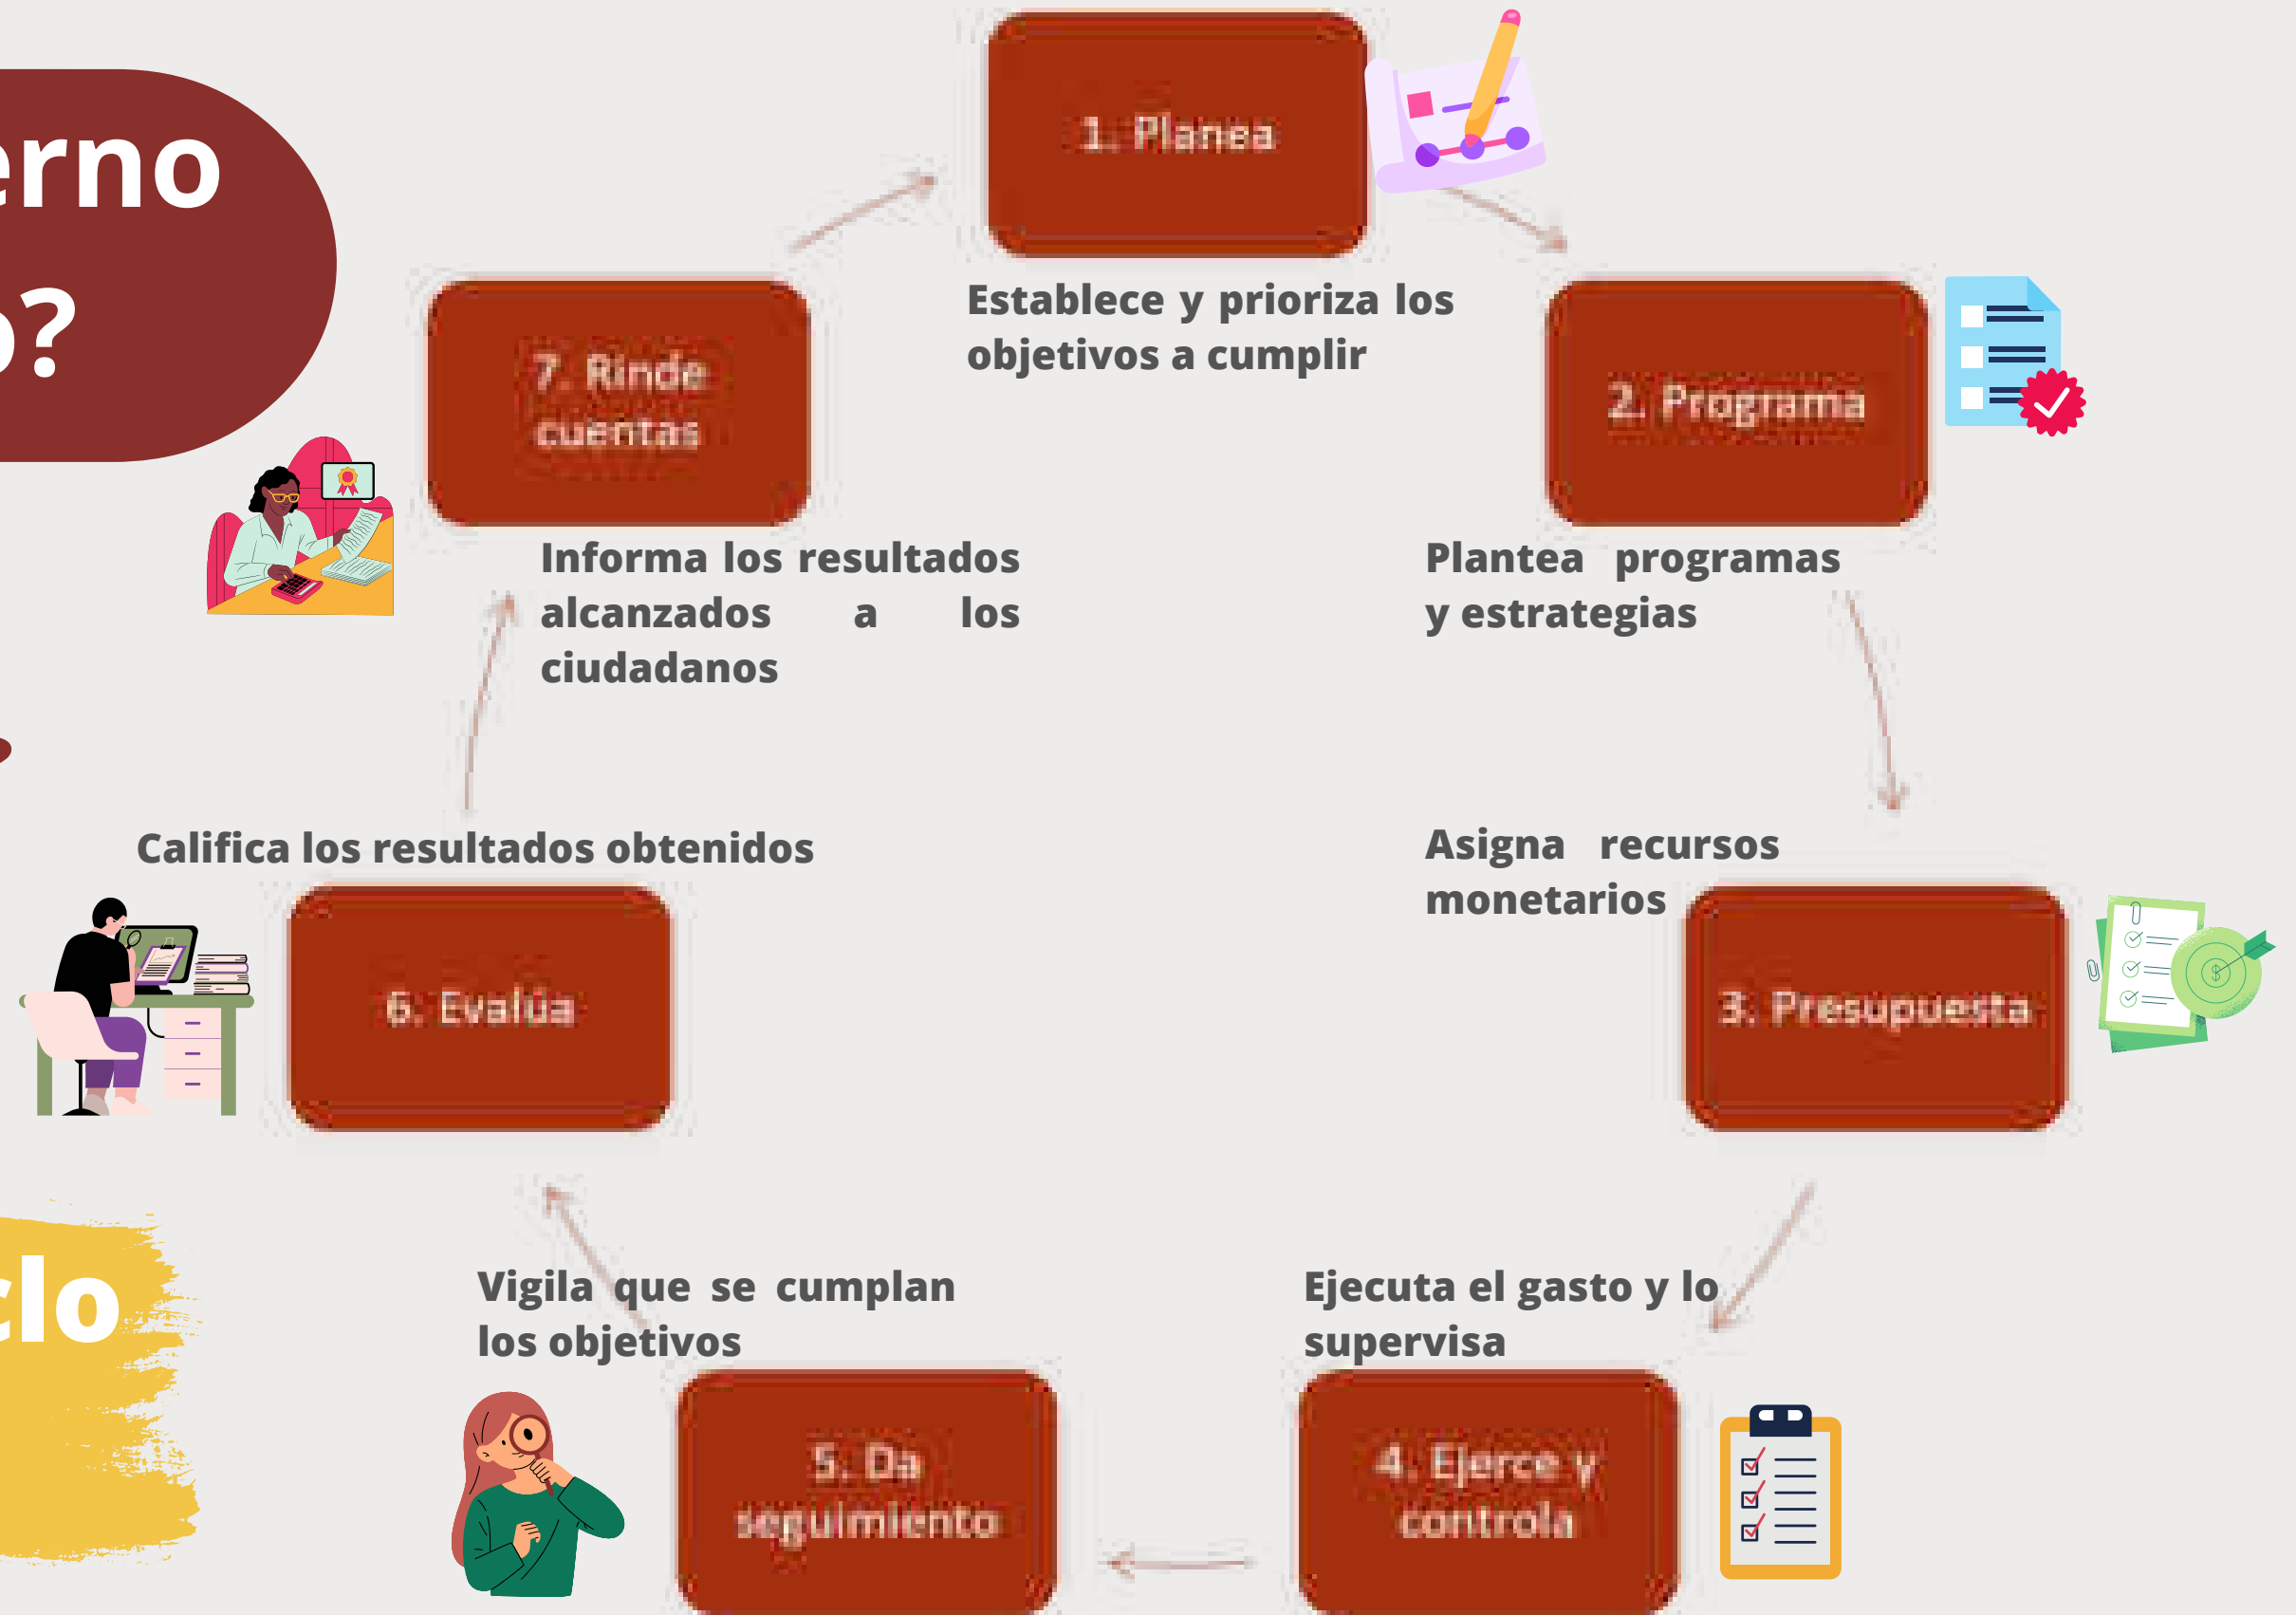 erno
o?
clo
1. Planea
Establece y prioriza los
objetivos a cumplir
2. Programa
Plantea programas
y estrategias
Asigna recursos
monetarios
3. Presupuesta
Ejecuta el gasto y lo
supervisa
4. Ejerce y
controla
Vigila que se cumplan
los objetivos
5. Da
seguimiento
Califica los resultados obtenidos
6. Evalúa
7. Rinde
cuentas
Informa los resultados
alcanzados a los
ciudadanos